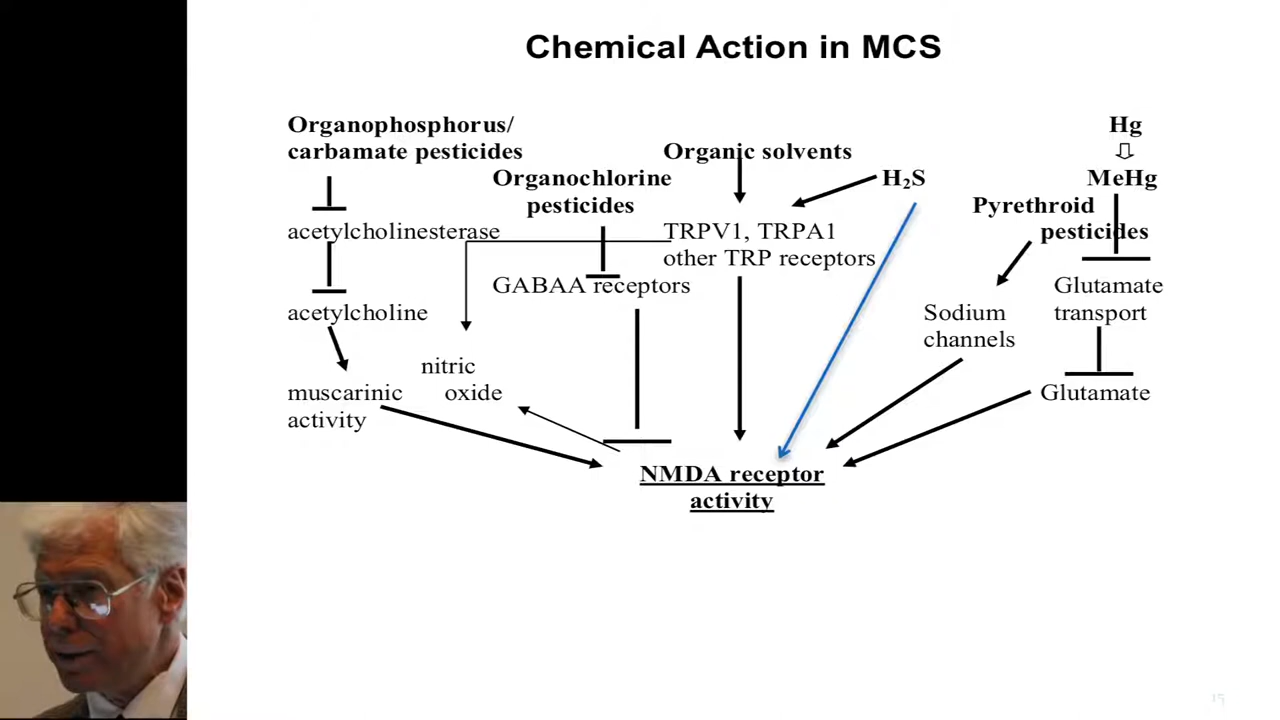 Chemical Action in MCS
Organophosphorus/
carbamate pesticides
acetylcholinesterase
acetylcholine
muscarinic
activity
Organochlorine
pesticides
GABAA receptors
nitric
oxide
Organic solvents
H₂S
TRPV1, TRPA1
other TRP receptors
Pyrethroid
pesticides
Sodium
channels
Hg
MeHg
Glutamate
transport
Glutamate
NMDA receptor
activity